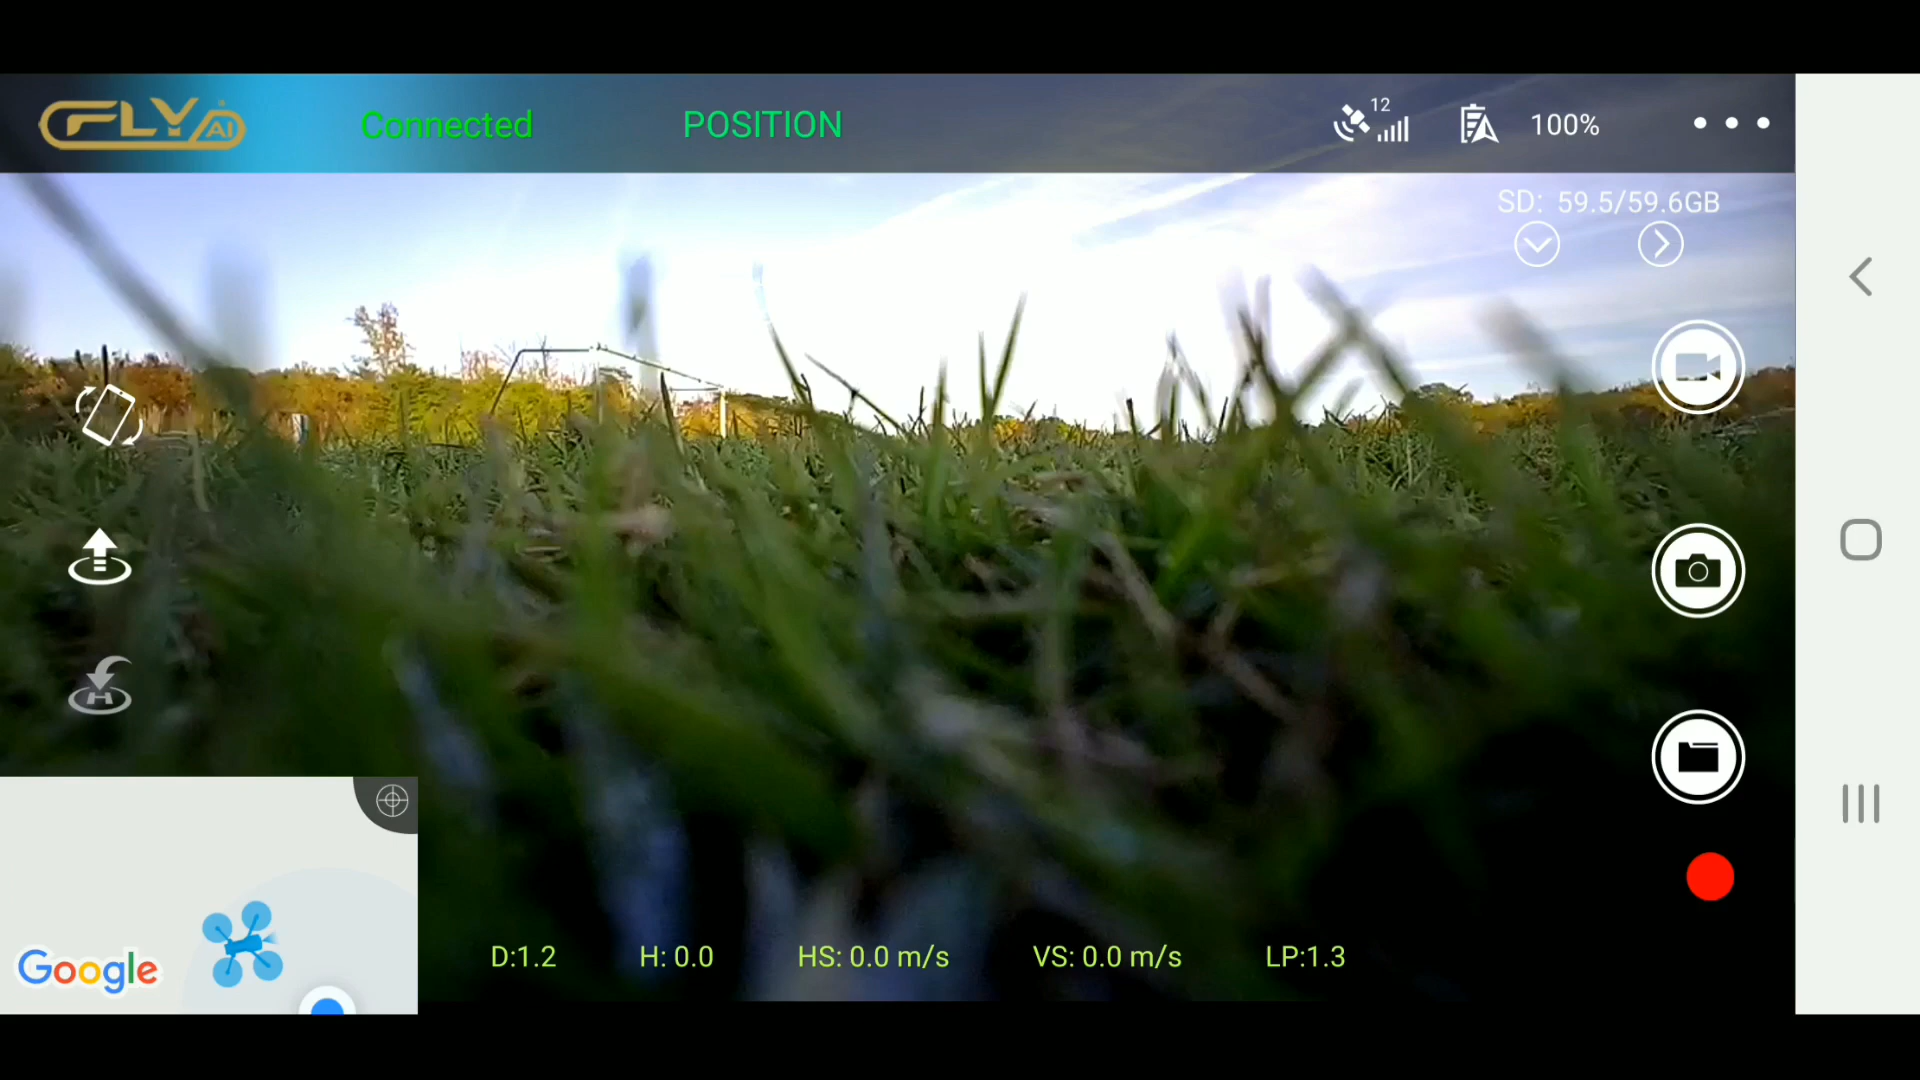 CFLY AI
Connected
POSITION
12
100%
SD: 59.5/59.6GB
H
Google
D:1.2
H: 0.0
HS: 0.0 m/s
VS: 0.0 m/s
LP:1.3